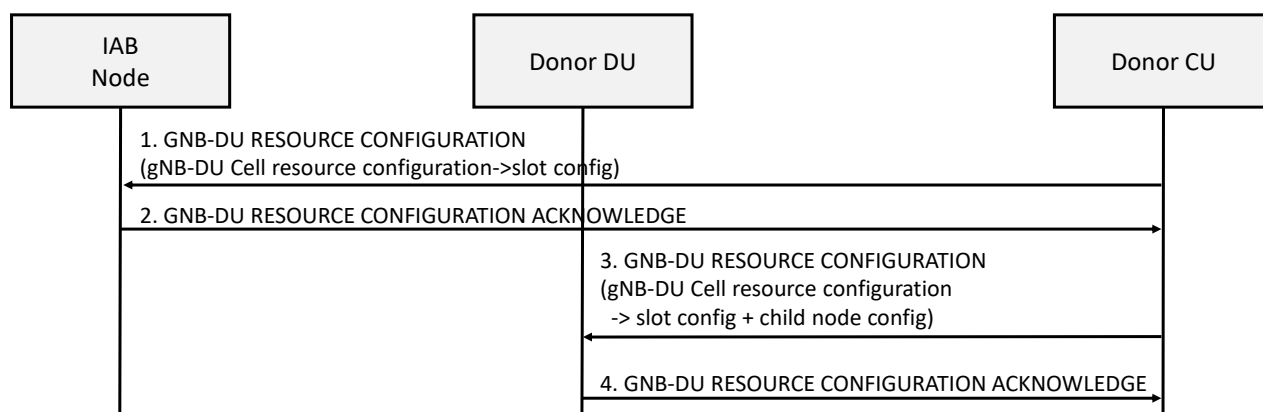 IAB
Node
Donor DU
Donor CU
1. GNB-DU RESOURCE CONFIGURATION
(gNB-DU Cell resource configuration->slot config)
2. GNB-DU RESOURCE CONFIGURATION ACKNOWLEDGE
3. GNB-DU RESOURCE CONFIGURATION
(gNB-DU Cell resource configuration
-> slot config + child node config)
4. GNB-DU RESOURCE CONFIGURATION ACKNOWLEDGE